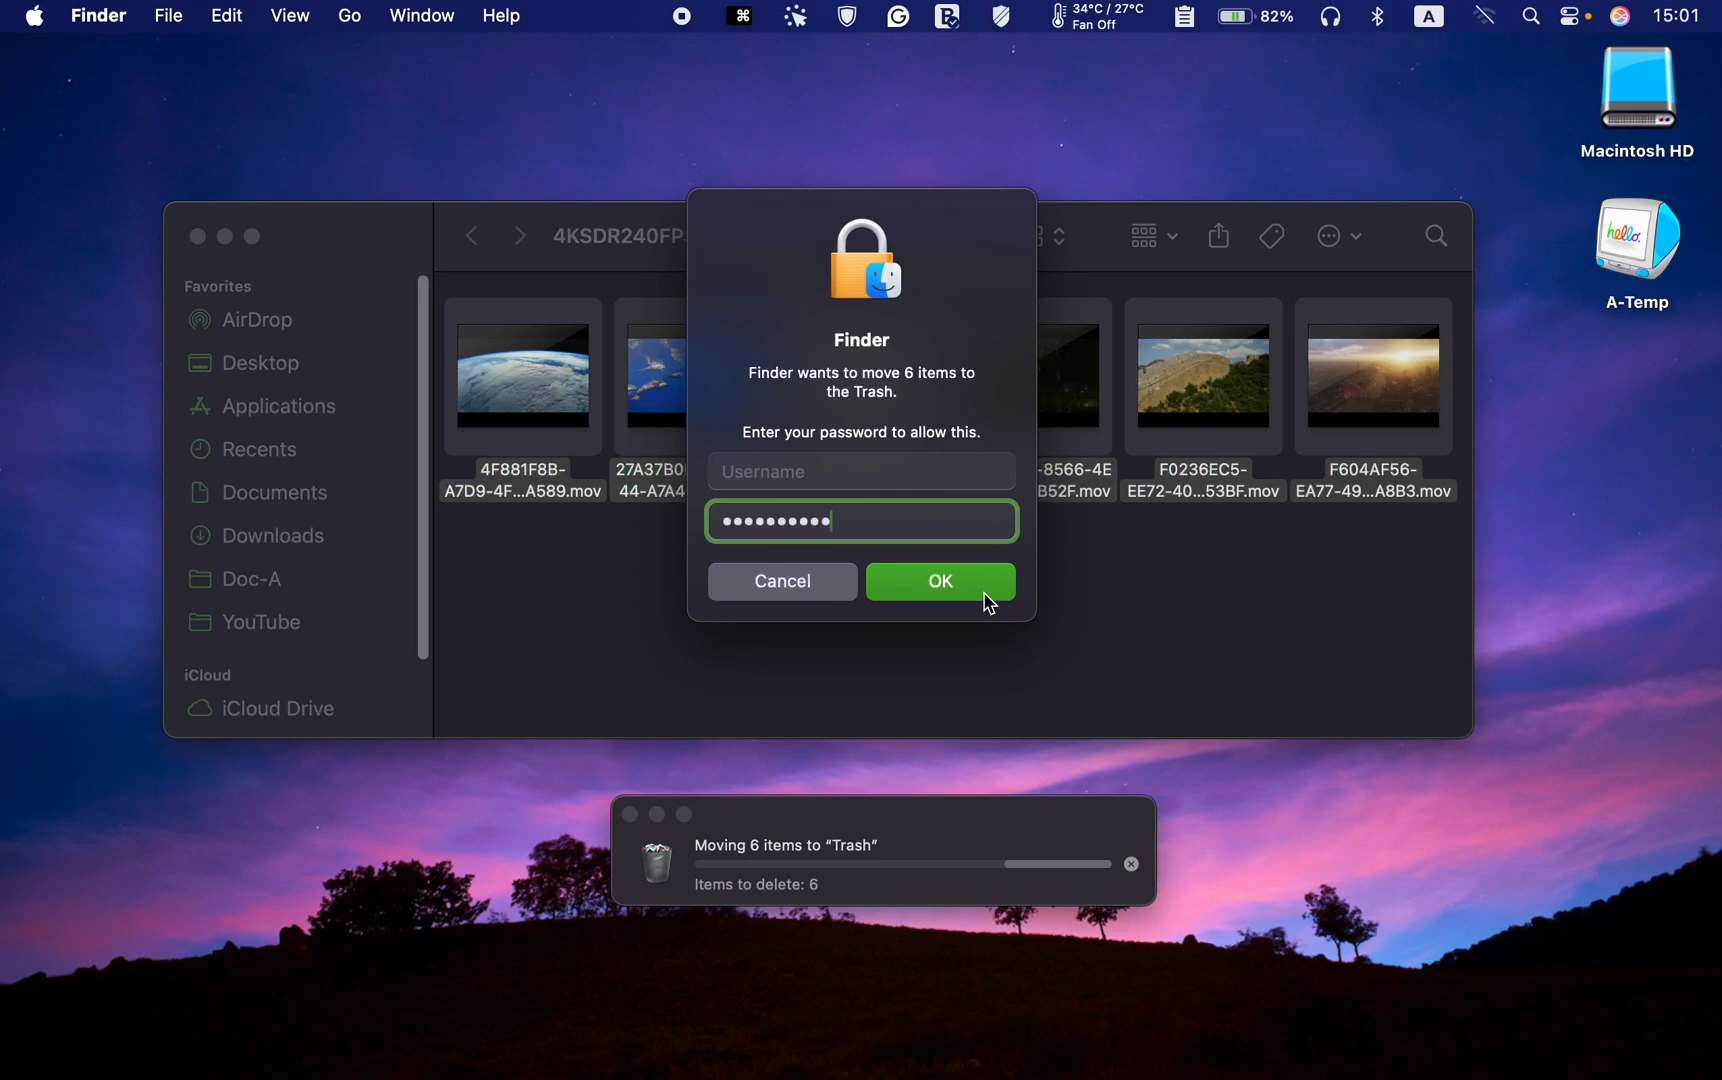 Finder File Edit View Go Window Help ⌘ 34°C / 27°C 82% A 15:01
Fan Off
Macintosh HD
hello.
A-Temp
4KSDR240FP
Favorites
AirDrop
Desktop
Applications
Recents
Documents
Downloads
Doc-A
YouTube
iCloud
iCloud Drive
4F881F8B-
A7D9-4F...A589.mov
27A37B0
44-A7A4
-8566-4E
B52F.mov
F0236EC5-
EE72-40...53BF.mov
F604AF56-
EA77-49...A8B3.mov
Finder
Finder wants to move 6 items to
the Trash.
Enter your password to allow this.
Username
••••••••••
Cancel
OK
Moving 6 items to “Trash”
Items to delete: 6